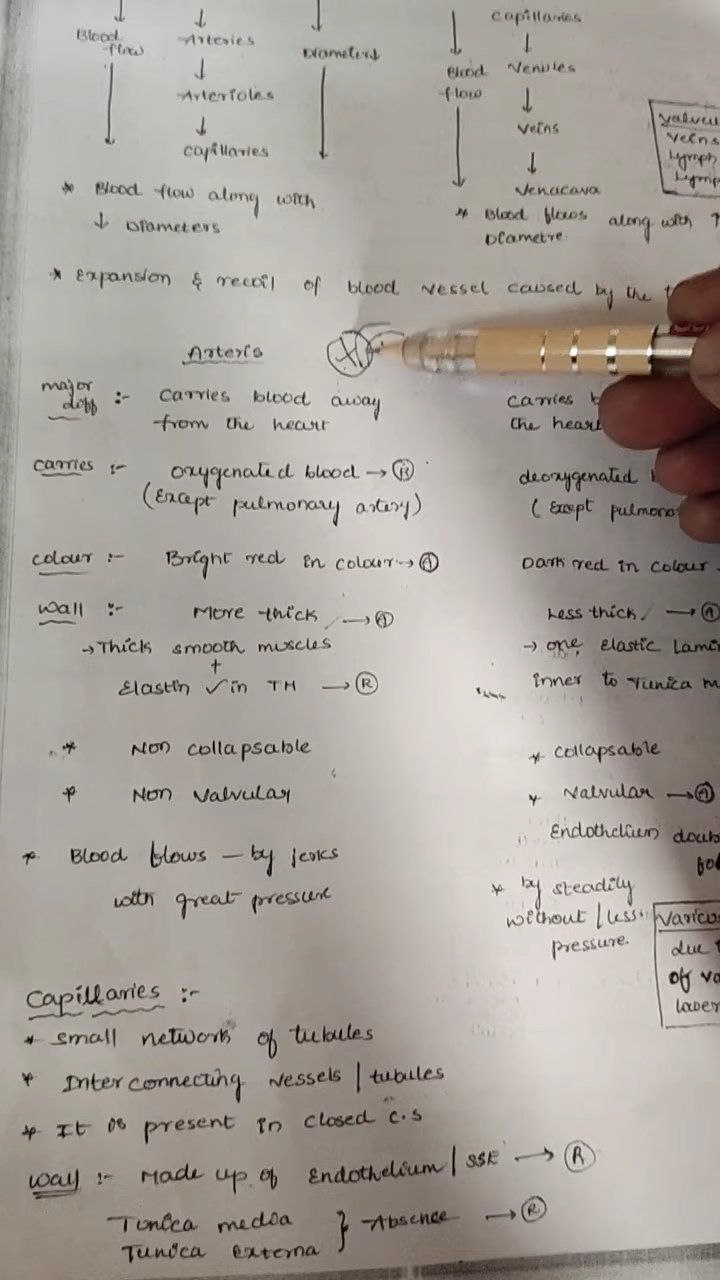 Blood flow
↓ Arteries
↓
Arterioles
↓
Capillaries
Diameters
* Blood flow along with
↓ Diameters
Capillaries
↓
Blood flow
Venules
↓
Veins
↓
Venacava
* Blood flows along with ↑
Diametre.
Veins
Lymph
* Expansion & recoil of blood vessel caused by the
Arteris
major diff :- Carries blood away
from the heart
the heart
Carries :- Oxygenated blood → Ⓡ
(Except pulmonary artery)
deoxygenated
( Except
Colour :- Bright red in colour → Ⓐ
Dark red in colour
Wall :- More thick → Ⓐ
→ Thick smooth muscles
+
Elastin ✓ in TM → Ⓡ
Less thick → Ⓐ
→ one elastic
inner to Tunica
* Non collapsable
* Collapsable
* Non Valvular
* Valvular → Ⓐ
Endothelium
* Blood flows - by jerks
with great pressure
* by steadily
without / less
pressure.
due
of
Capillaries :-
* Small network of tubules
* Interconnecting vessels | tubules
* It is present in closed c.s
Way :- Made up of Endothelium / SSE → Ⓡ
Tunica media
Tunica externa } Absence → Ⓡ